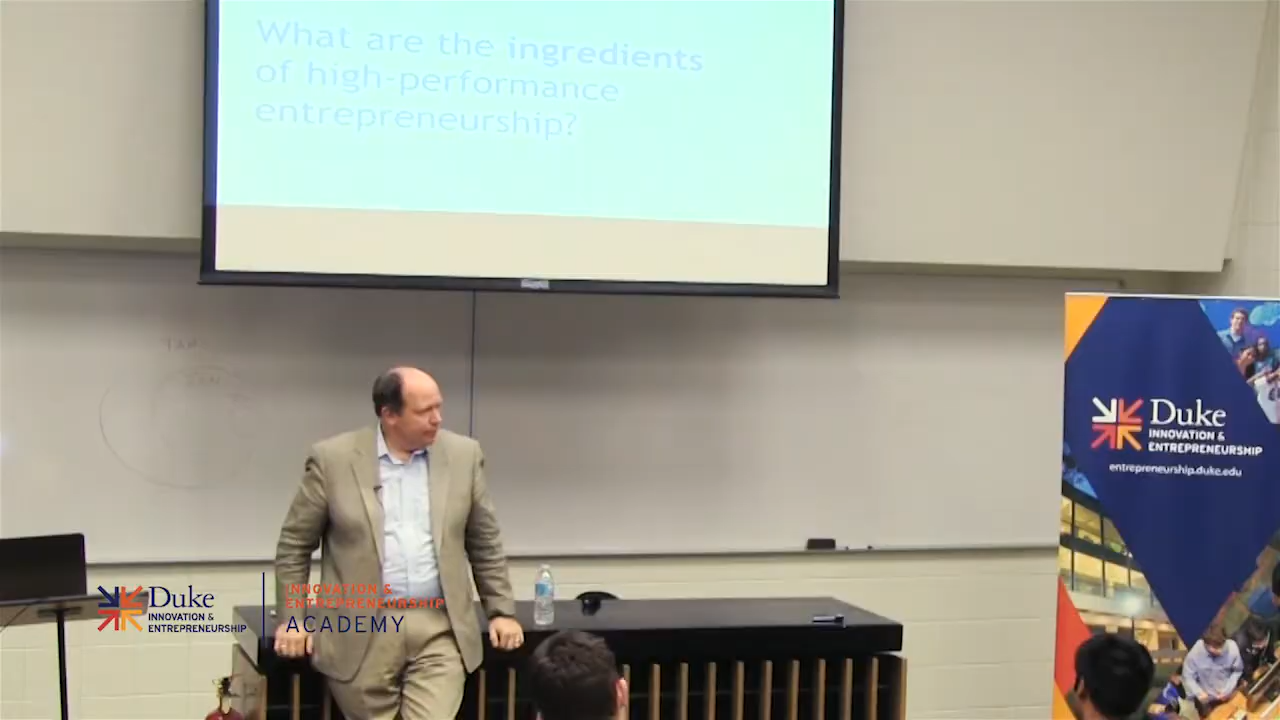 What are the ingredients
of high-performance
entrepreneurship?
Duke
INNOVATION &
ENTREPRENEURSHIP
entrepreneurship.duke.edu
Duke
INNOVATION &
ENTREPRENEURSHIP
INNOVATION &
ENTREPRENEURSHIP
ACADEMY